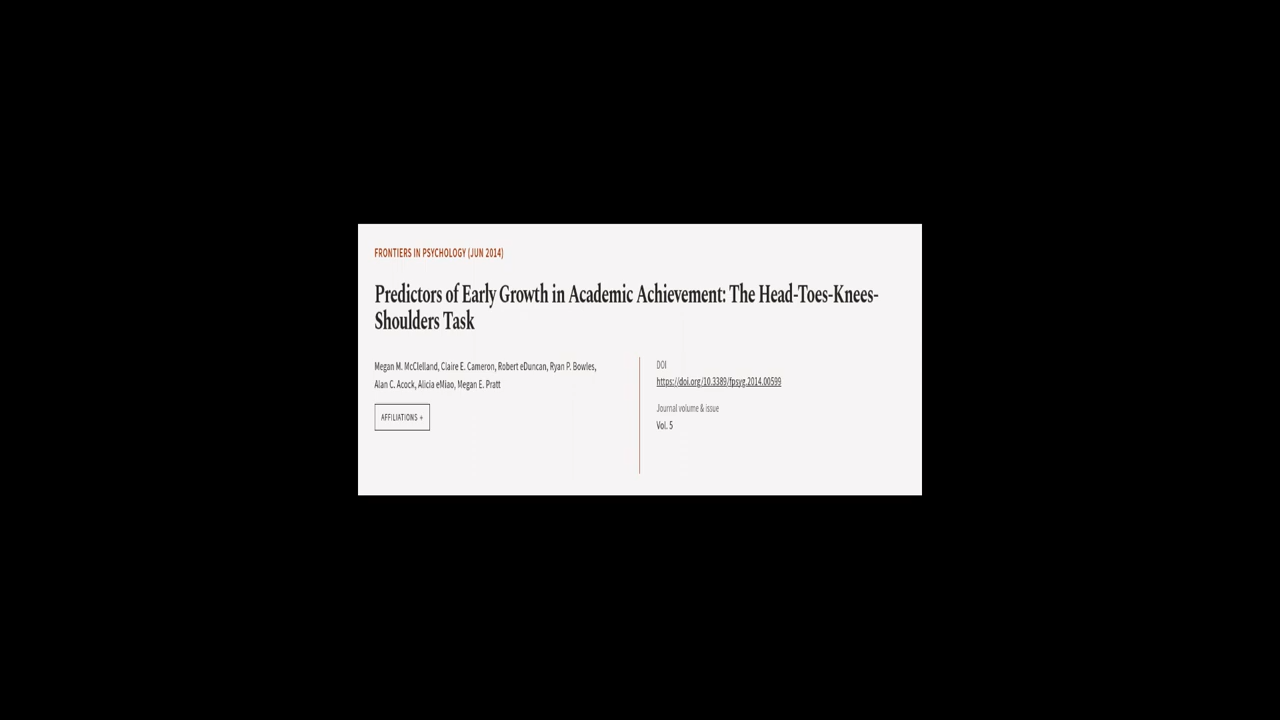 FRONTIERS IN PSYCHOLOGY (JUN 2014)
Predictors of Early Growth in Academic Achievement: The Head-Toes-Knees-
Shoulders Task
Megan M. McClelland, Claire E. Cameron, Robert eDuncan, Ryan P. Bowles,
Alan C. Acock, Alicia eMiao, Megan E. Pratt
AFFILIATIONS +
DOI
https://doi.org/10.3389/fpsyg.2014.00599
Journal volume & issue
Vol. 5